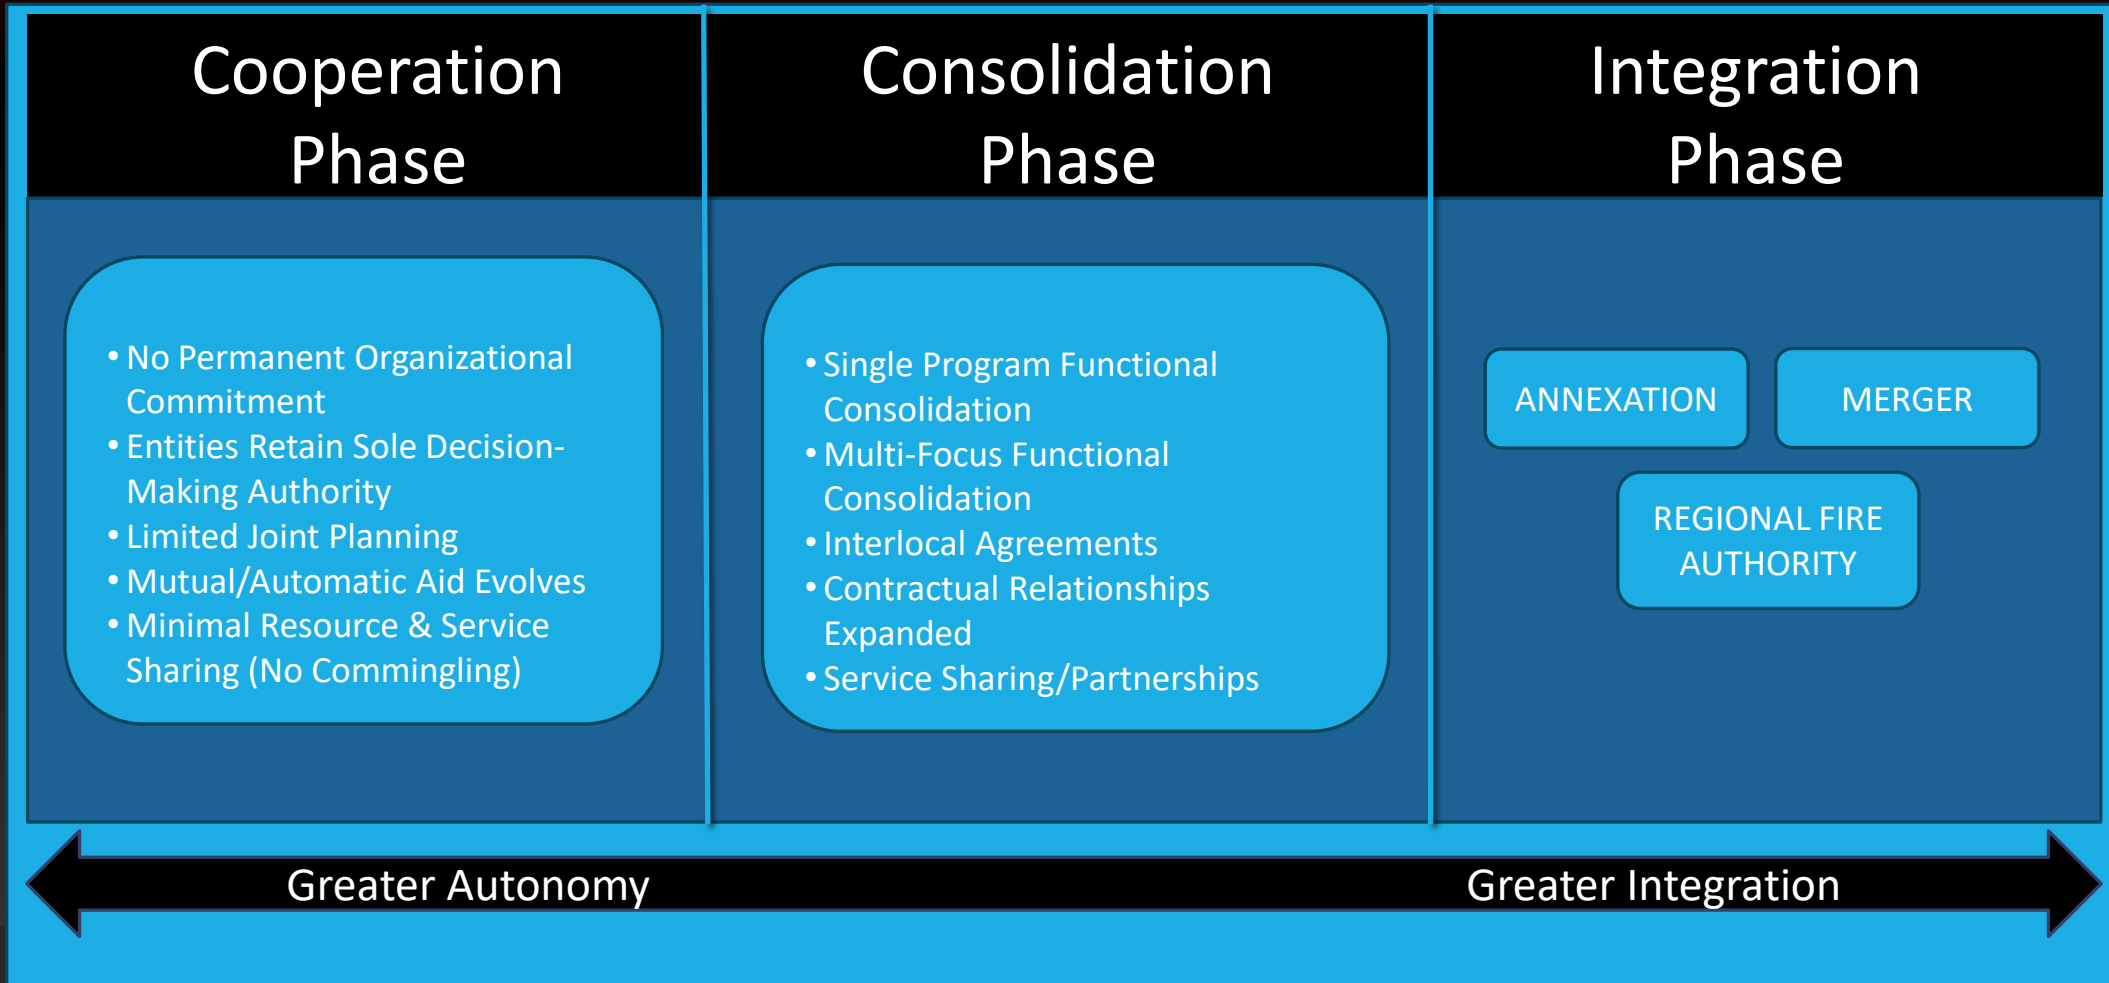 Cooperation
Phase
Consolidation
Phase
Integration
Phase
• No Permanent Organizational
Commitment
• Entities Retain Sole Decision-
Making Authority
• Limited Joint Planning
• Mutual/Automatic Aid Evolves
• Minimal Resource & Service
Sharing (No Commingling)
• Single Program Functional
Consolidation
• Multi-Focus Functional
Consolidation
• Interlocal Agreements
• Contractual Relationships
Expanded
• Service Sharing/Partnerships
ANNEXATION
MERGER
REGIONAL FIRE
AUTHORITY
Greater Autonomy
Greater Integration